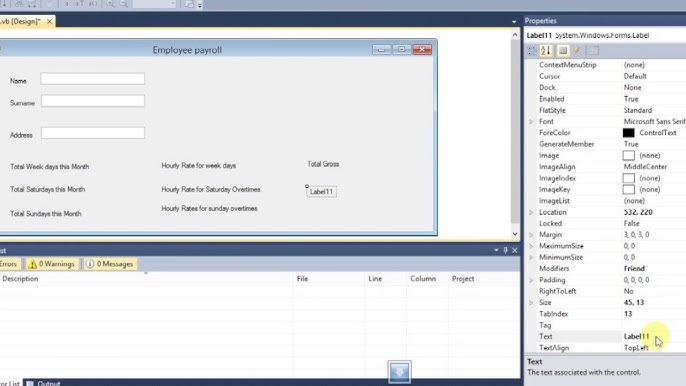 .vb [Design]*
Employee payroll
Name
Surname
Address
Total Week days this Month
Hourly Rate for week days
Total Gross
Total Saturdays this Month
Hourly Rate for Saturday Overtimes
Label11
Total Sundays this Month
Hourly Rates for sunday overtimes
ist
Errors
0 Warnings
0 Messages
Description
File
Line
Column
Project
Error List
Output
Properties
Label11 System.Windows.Forms.Label
ContextMenuStrip (none)
Cursor Default
Dock None
Enabled True
FlatStyle Standard
Font Microsoft Sans Serif
ForeColor ControlText
GenerateMember True
Image (none)
ImageAlign MiddleCenter
ImageIndex (none)
ImageKey (none)
ImageList (none)
Location 532, 220
Locked False
Margin 3, 0, 3, 0
MaximumSize 0, 0
MinimumSize 0, 0
Modifiers Friend
Padding 0, 0, 0, 0
RightToLeft No
Size 45, 13
TabIndex 13
Tag
Text Label11
TextAlign TopLeft
Text
The text associated with the control.